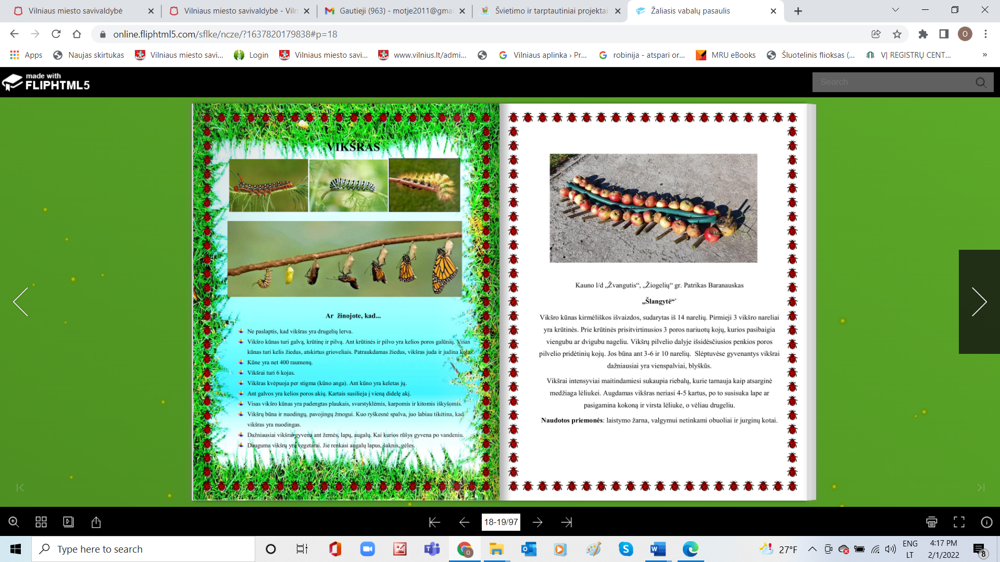 Vilniaus miesto savivaldybė
Vilniaus miesto savivaldybė - Viln
Gautieji (963) - motje2011@gmai
Švietimo ir tarptautiniai projektai
Žaliasis vabalų pasaulis
online.fliphtml5.com/sflke/ncze/?1637820179838#p=18
O
Apps
Naujas skirtukas
Vilniaus miesto savi...
Login
Vilniaus miesto savi...
www.vilnius.lt/admi...
Vilniaus aplinka › Pr...
robinija - atspari or...
MRU eBooks
Šluotelinis flioksas (...
VĮ REGISTRŲ CENT...
»
made with
FLIPHTML5
Search
VIKŠRAS
Ar žinojote, kad...
Ne paslaptis, kad vikšras yra drugelių lerva.
Vikšro kūnas turi galvą, krūtinę ir pilvą. Ant krūtinės ir pilvo yra kelios poros galūnių. Visas
kūnas turi kelis žiedus, atskirtus grioveliais. Patraukdamas žiedus, vikšras juda ir judina kojas.
Kūne yra net 400 raumenų.
Vikšrai turi 6 kojas.
Vikšras kvėpuoja per stigma (kūno anga). Ant kūno yra keletas jų.
Ant galvos yra kelios poros akių. Kartais susilieja į vieną didelę akį.
Visas vikšro kūnas yra padengtas plaukais, svarstyklėmis, karpomis ir kitomis iškyšomis.
Vikšrų būna ir nuodingų, pavojingų žmogui. Kuo ryškesnė spalva, juo labiau tikėtina, kad
vikšras yra nuodingas.
Dažniausiai vikšrai gyvena ant žemės, lapų, augalų. Kai kurios rūšys gyvena po vandeniu.
Dauguma vikšrų yra vegetarai. Jie renkasi augalų lapus, šaknis, gėles.
Kauno l/d „Žvangutis“, „Žiogelių“ gr. Patrikas Baranauskas
„Šlangytė“`
Vikšro kūnas kirmėliškos išvaizdos, sudarytas iš 14 narelių. Pirmieji 3 vikšro nareliai
yra krūtinės. Prie krūtinės prisitvirtinusios 3 poros nariuotų kojų, kurios pasibaigia
viengubu ar dvigubu nageliu. Vikšrų pilvelio dalyje išsidėsčiusios penkios poros
pilvelio pridėtinių kojų. Jos būna ant 3-6 ir 10 narelių. Slėptuvėse gyvenantys vikšrai
dažniausiai yra vienspalviai, blyškūs.
Vikšrai intensyviai maitindamiesi sukaupia riebalų, kurie tarnauja kaip atsarginė
medžiaga lėliukei. Augdamas vikšras neriasi 4-5 kartus, po to susisuka lape ar
pasigamina kokoną ir virsta lėliuke, o vėliau drugeliu.
Naudotos priemonės: laistymo žarna, valgymui netinkami obuoliai ir jurginų kotai.
18-19/97
Type here to search
27°F
ENG
LT
4:17 PM
2/1/2022
8